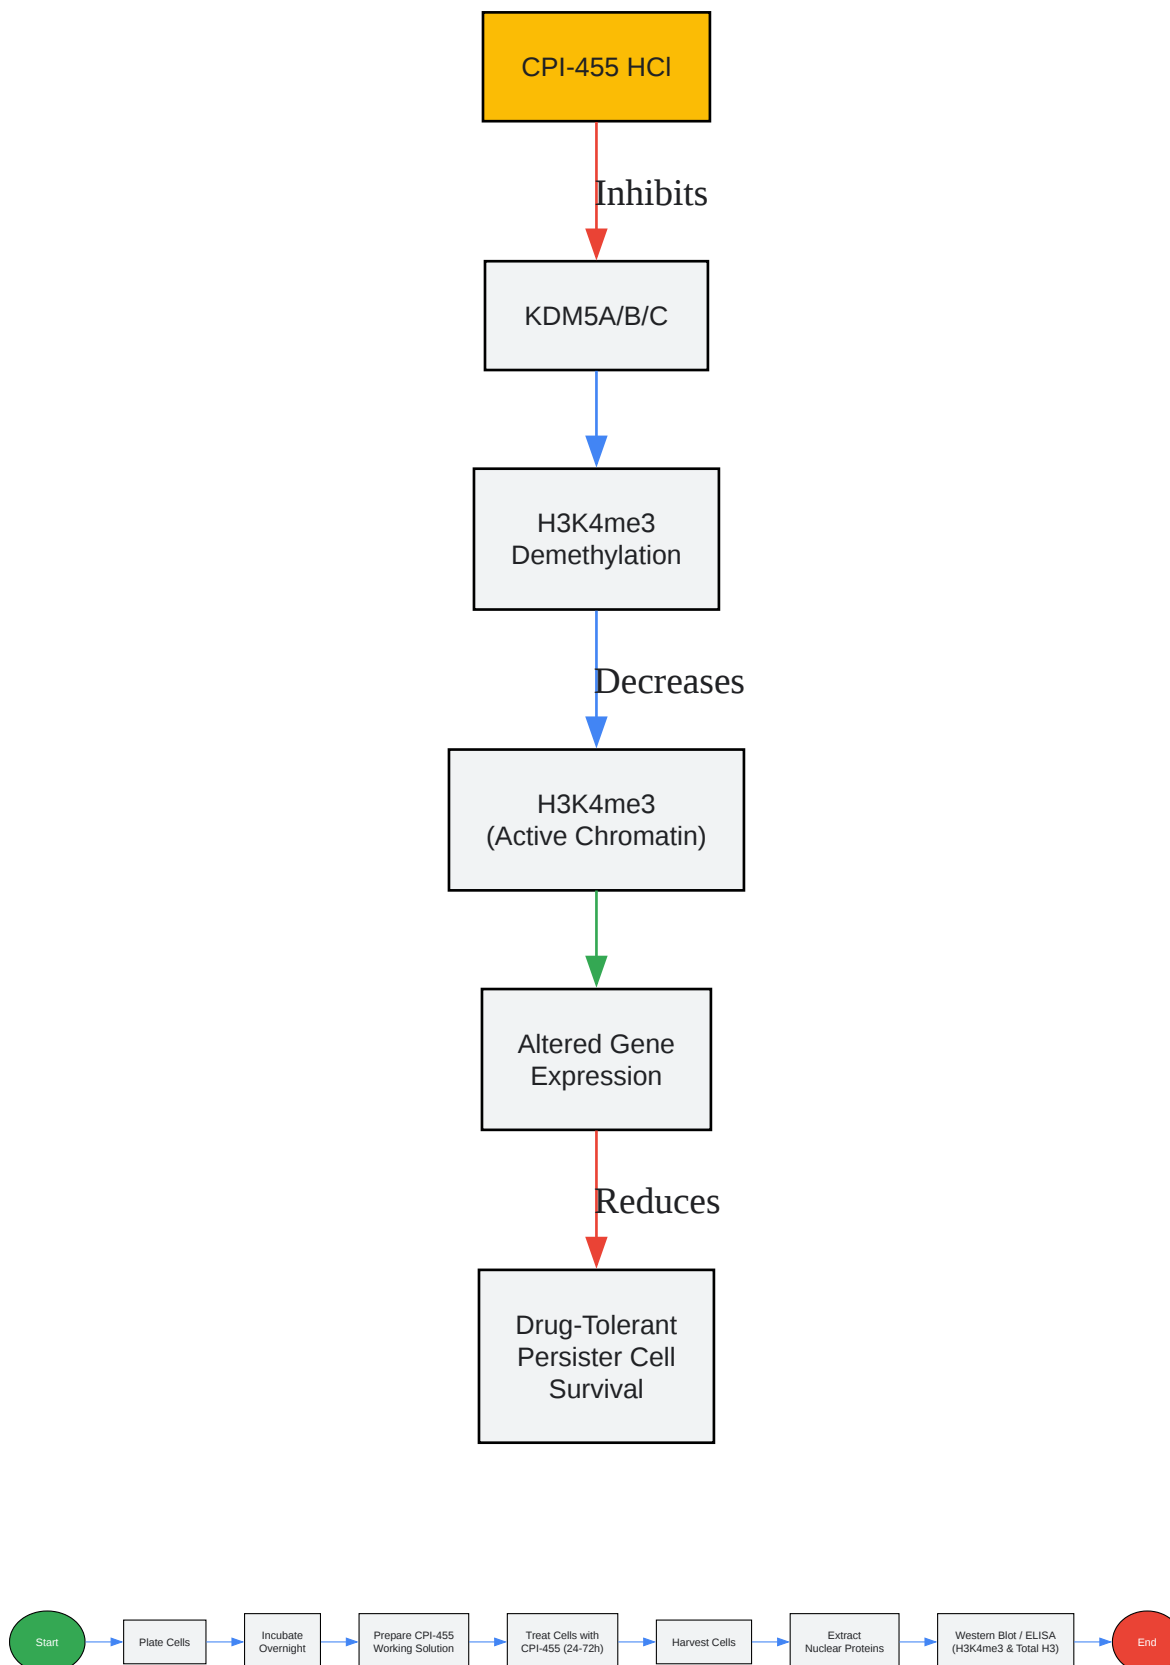 CPI-455 HCl
Inhibits
KDM5A/B/C
H3K4me3
Demethylation
Decreases
H3K4me3
(Active Chromatin)
Altered Gene
Expression
Reduces
Drug-Tolerant
Persister Cell
Survival
Start
Plate Cells
Incubate
Overnight
Prepare CPI-455
Working Solution
Treat Cells with
CPI-455 (24-72h)
Harvest Cells
Extract
Nuclear Proteins
Western Blot / ELISA
(H3K4me3 & Total H3)
End